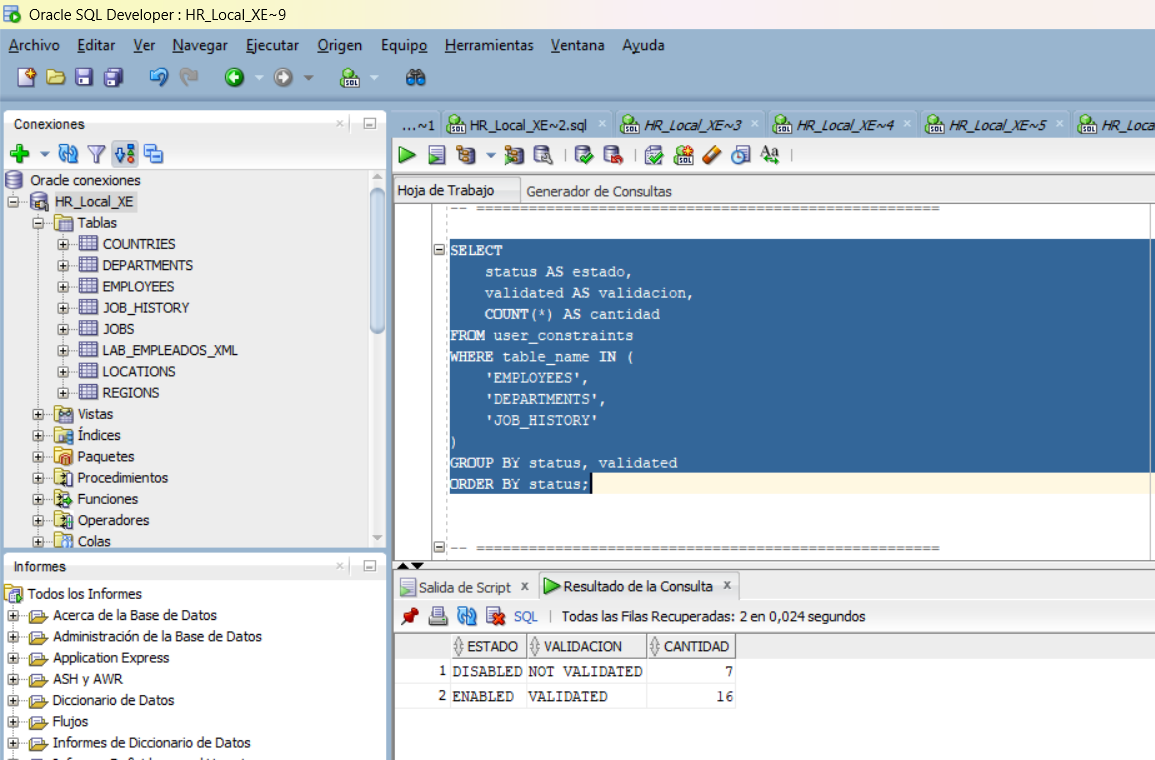 Oracle SQL Developer : HR_Local_XE~9
Archivo Editar Ver Navegar Ejecutar Origen Equipo Herramientas Ventana Ayuda
SQL
Conexiones
Oracle conexiones
HR_Local_XE
Tablas
COUNTRIES
DEPARTMENTS
EMPLOYEES
JOB_HISTORY
JOBS
LAB_EMPLEADOS_XML
LOCATIONS
REGIONS
Vistas
Índices
Paquetes
Procedimientos
Funciones
Operadores
Colas
Informes
Todos los Informes
Acerca de la Base de Datos
Administración de la Base de Datos
Application Express
ASH y AWR
Diccionario de Datos
Flujos
Informes de Diccionario de Datos
...~1 HR_Local_XE~2.sql HR_Local_XE~3 HR_Local_XE~4 HR_Local_XE~5 HR_Loca
Hoja de Trabajo Generador de Consultas
-- =====================================================
SELECT
status AS estado,
validated AS validacion,
COUNT(*) AS cantidad
FROM user_constraints
WHERE table_name IN (
'EMPLOYEES',
'DEPARTMENTS',
'JOB_HISTORY'
)
GROUP BY status, validated
ORDER BY status;
-- =====================================================
Salida de Script x Resultado de la Consulta x
SQL | Todas las Filas Recuperadas: 2 en 0,024 segundos
ESTADO VALIDACION CANTIDAD
1 DISABLED NOT VALIDATED 7
2 ENABLED VALIDATED 16